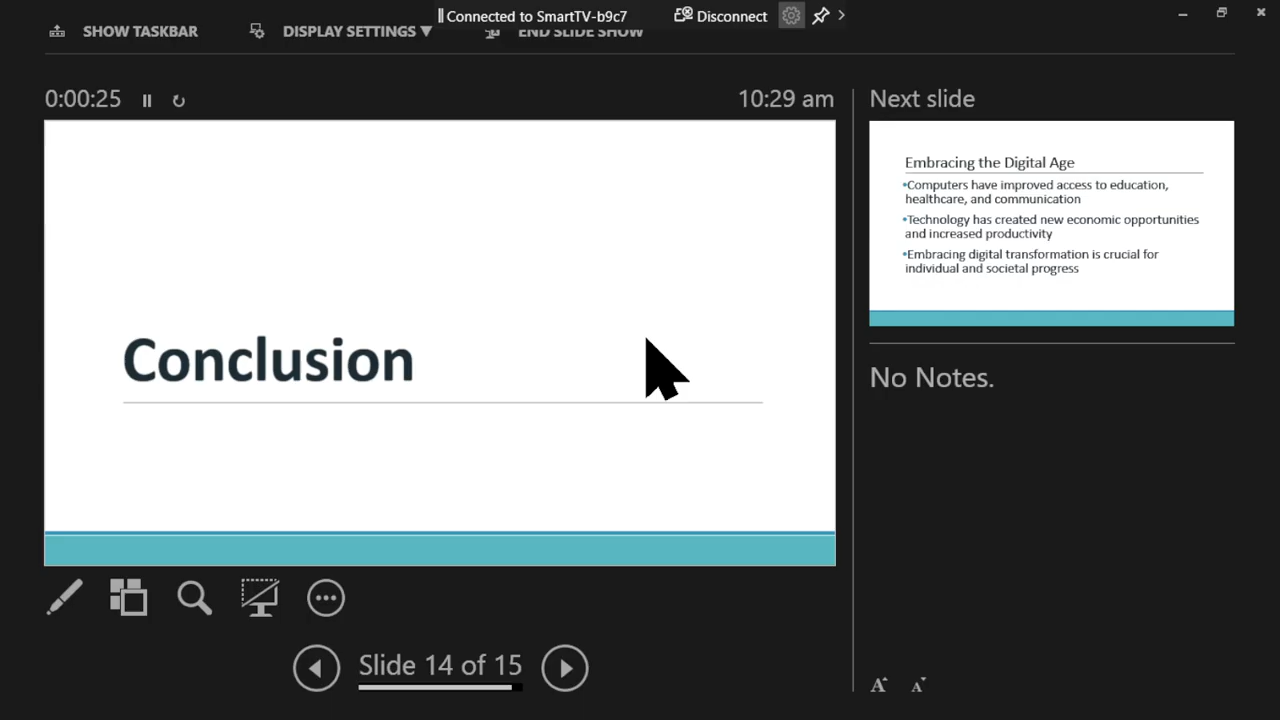 Connected to SmartTV-b9c7 Disconnect
SHOW TASKBAR DISPLAY SETTINGS ▼ END SLIDE SHOW
0:00:25 10:29 am
Conclusion
Slide 14 of 15
Next slide
Embracing the Digital Age
•Computers have improved access to education,
healthcare, and communication
•Technology has created new economic opportunities
and increased productivity
•Embracing digital transformation is crucial for
individual and societal progress
No Notes.
A A